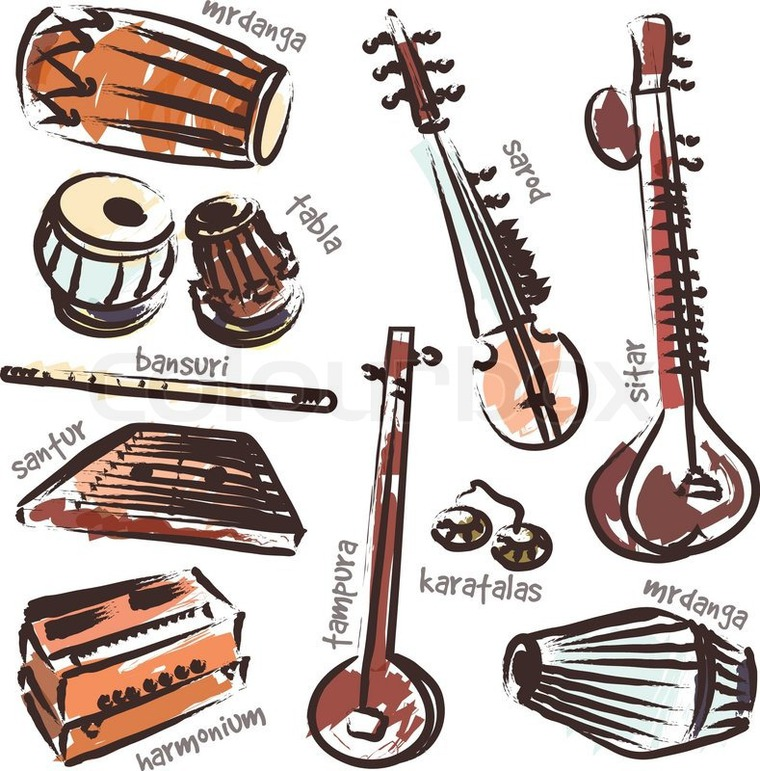 mrdanga
sarod
tabla
bansuri
sitar
santur
tampura
karatalas
mrdanga
harmonium
colourbox